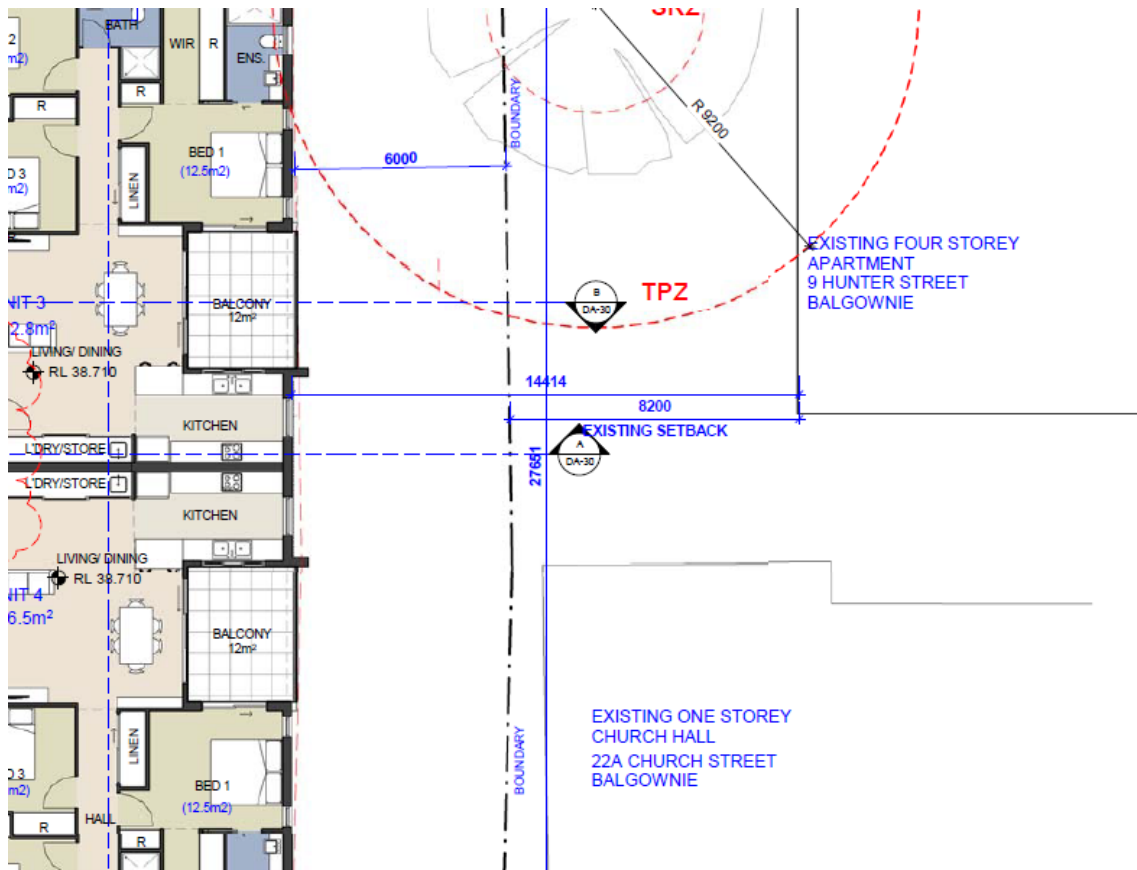 BATH
SRZ
2
m2)
WIR
R
ENS.
R
R
BOUNDARY
R 9200
BED 1
(12.5m2)
6000
D 3
m2)
LINEN
EXISTING FOUR STOREY
APARTMENT
9 HUNTER STREET
BALGOWNIE
TPZ
B
DA-30
NIT 3
2.8m²
BALCONY
12m²
LIVING/ DINING
RL 38.710
14414
8200
EXISTING SETBACK
KITCHEN
A
DA-30
27651
L'DRY/STORE
L'DRY/STORE
KITCHEN
LIVING/ DINING
RL 38.710
NIT 4
6.5m²
BALCONY
12m²
EXISTING ONE STOREY
CHURCH HALL
22A CHURCH STREET
BALGOWNIE
BOUNDARY
LINEN
D 3
m2)
BED 1
(12.5m2)
HALL
R
R